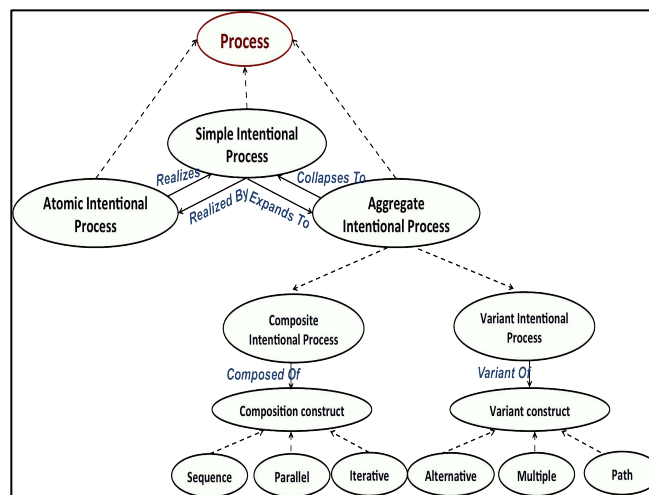 Process
Simple Intentional
Process
Realizes
Collapses To
Atomic Intentional
Process
Realized By
Expands To
Aggregate
Intentional Process
Composite
Intentional Process
Variant Intentional
Process
Composed Of
Variant Of
Composition construct
Variant construct
Sequence
Parallel
Iterative
Alternative
Multiple
Path